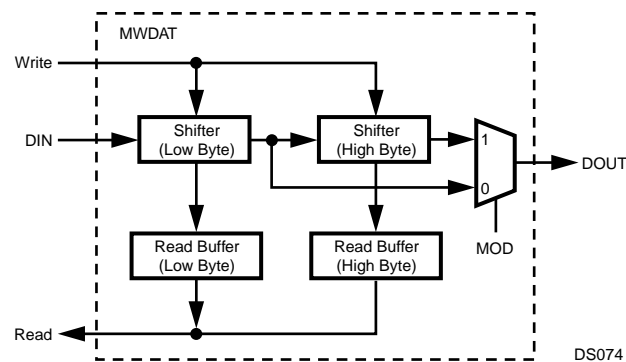 MWDAT
Write
DIN
Shifter
(Low Byte)
Shifter
(High Byte)
1
0
DOUT
Read Buffer
(Low Byte)
Read Buffer
(High Byte)
MOD
Read
DS074